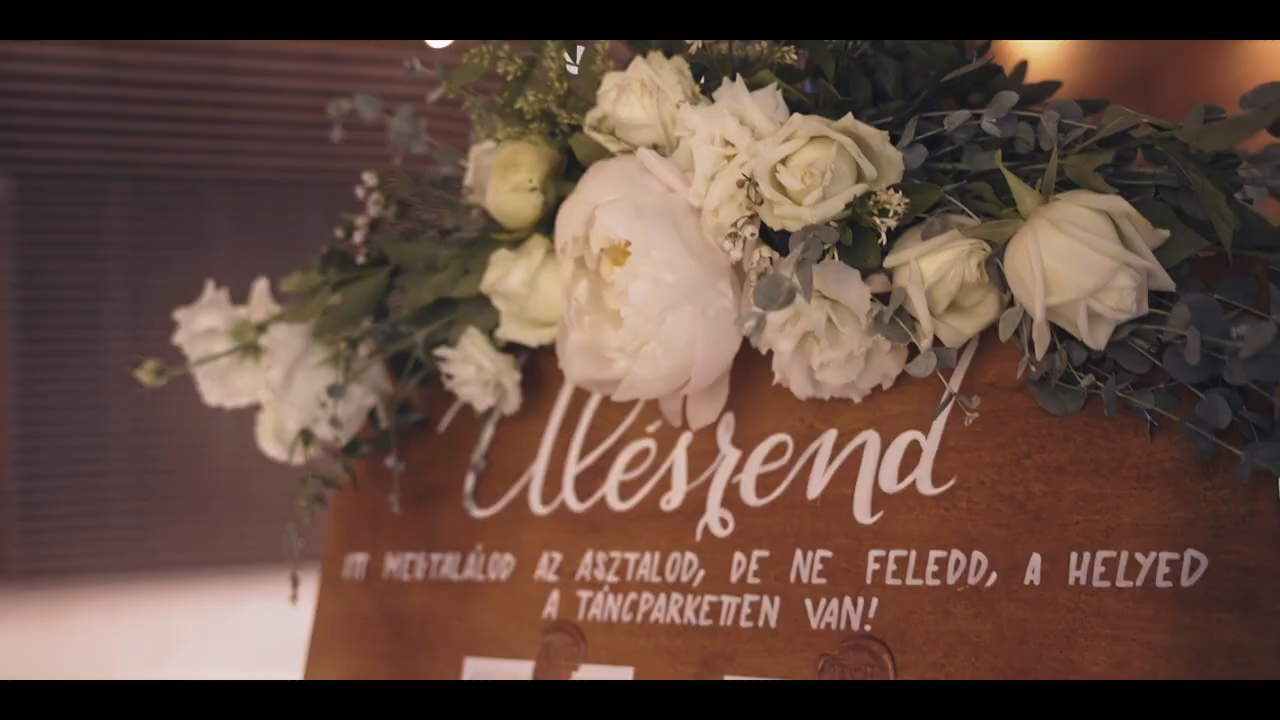 Ülésrend
ITT MEGTALÁLOD AZ ASZTALOD, DE NE FELEDD, A HELYED
A TÁNCPARKETTEN VAN!